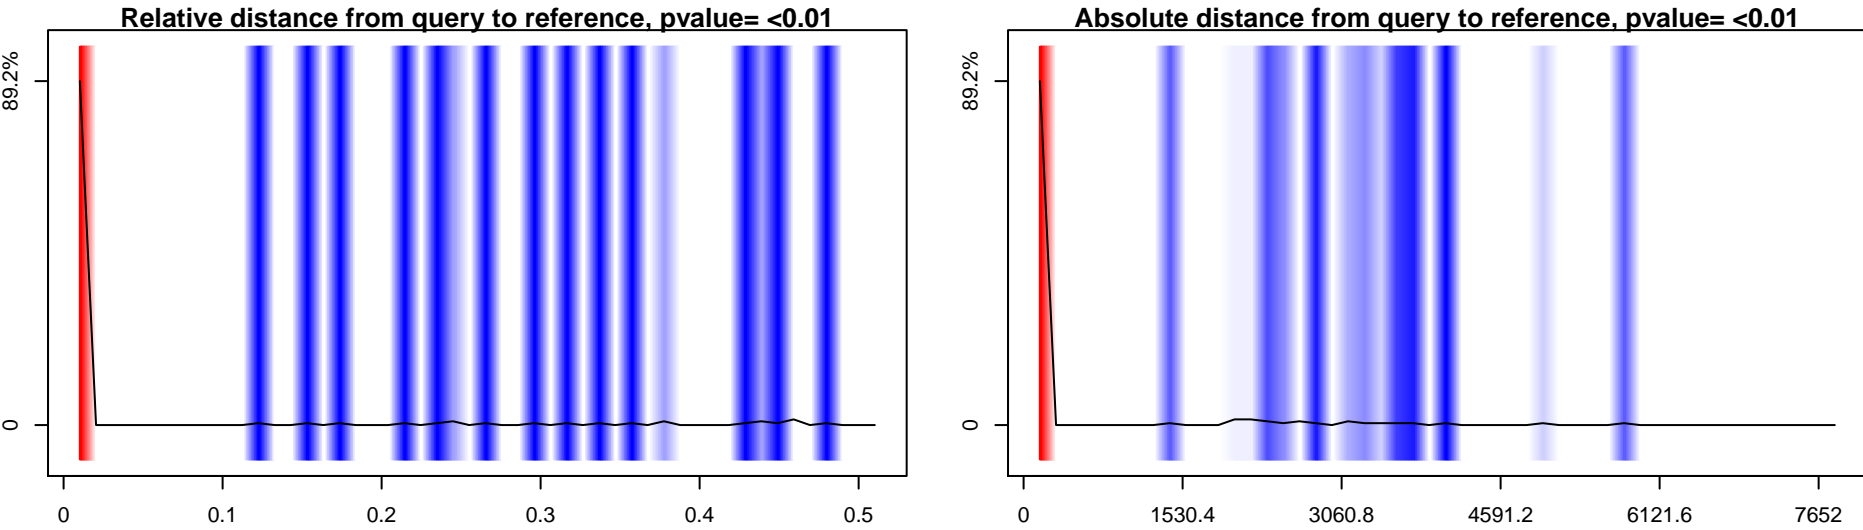 Relative distance from query to reference, pvalue= <0.01
89.2%
0
0 0.1 0.2 0.3 0.4 0.5
Absolute distance from query to reference, pvalue= <0.01
89.2%
0
0 1530.4 3060.8 4591.2 6121.6 7652